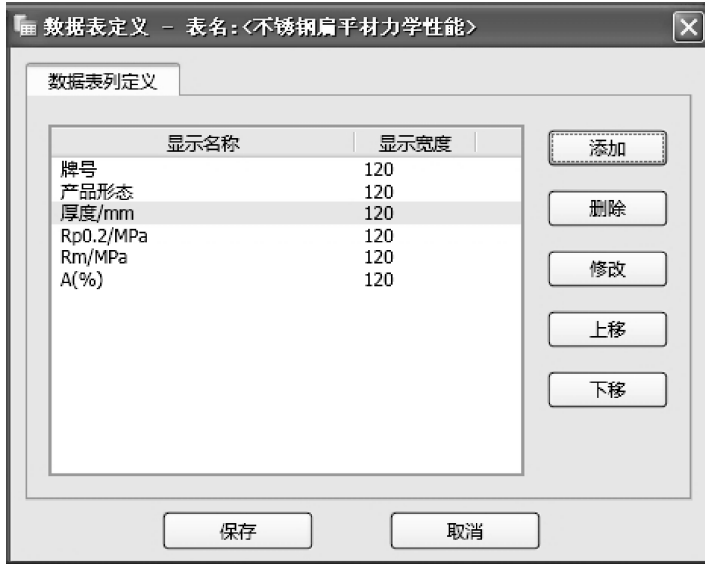 数据表定义 - 表名:<不锈钢扁平材力学性能>
数据表列定义
显示名称 显示宽度
牌号 120
产品形态 120
厚度/mm 120
Rp0.2/MPa 120
Rm/MPa 120
A(%) 120
添加
删除
修改
上移
下移
保存 取消